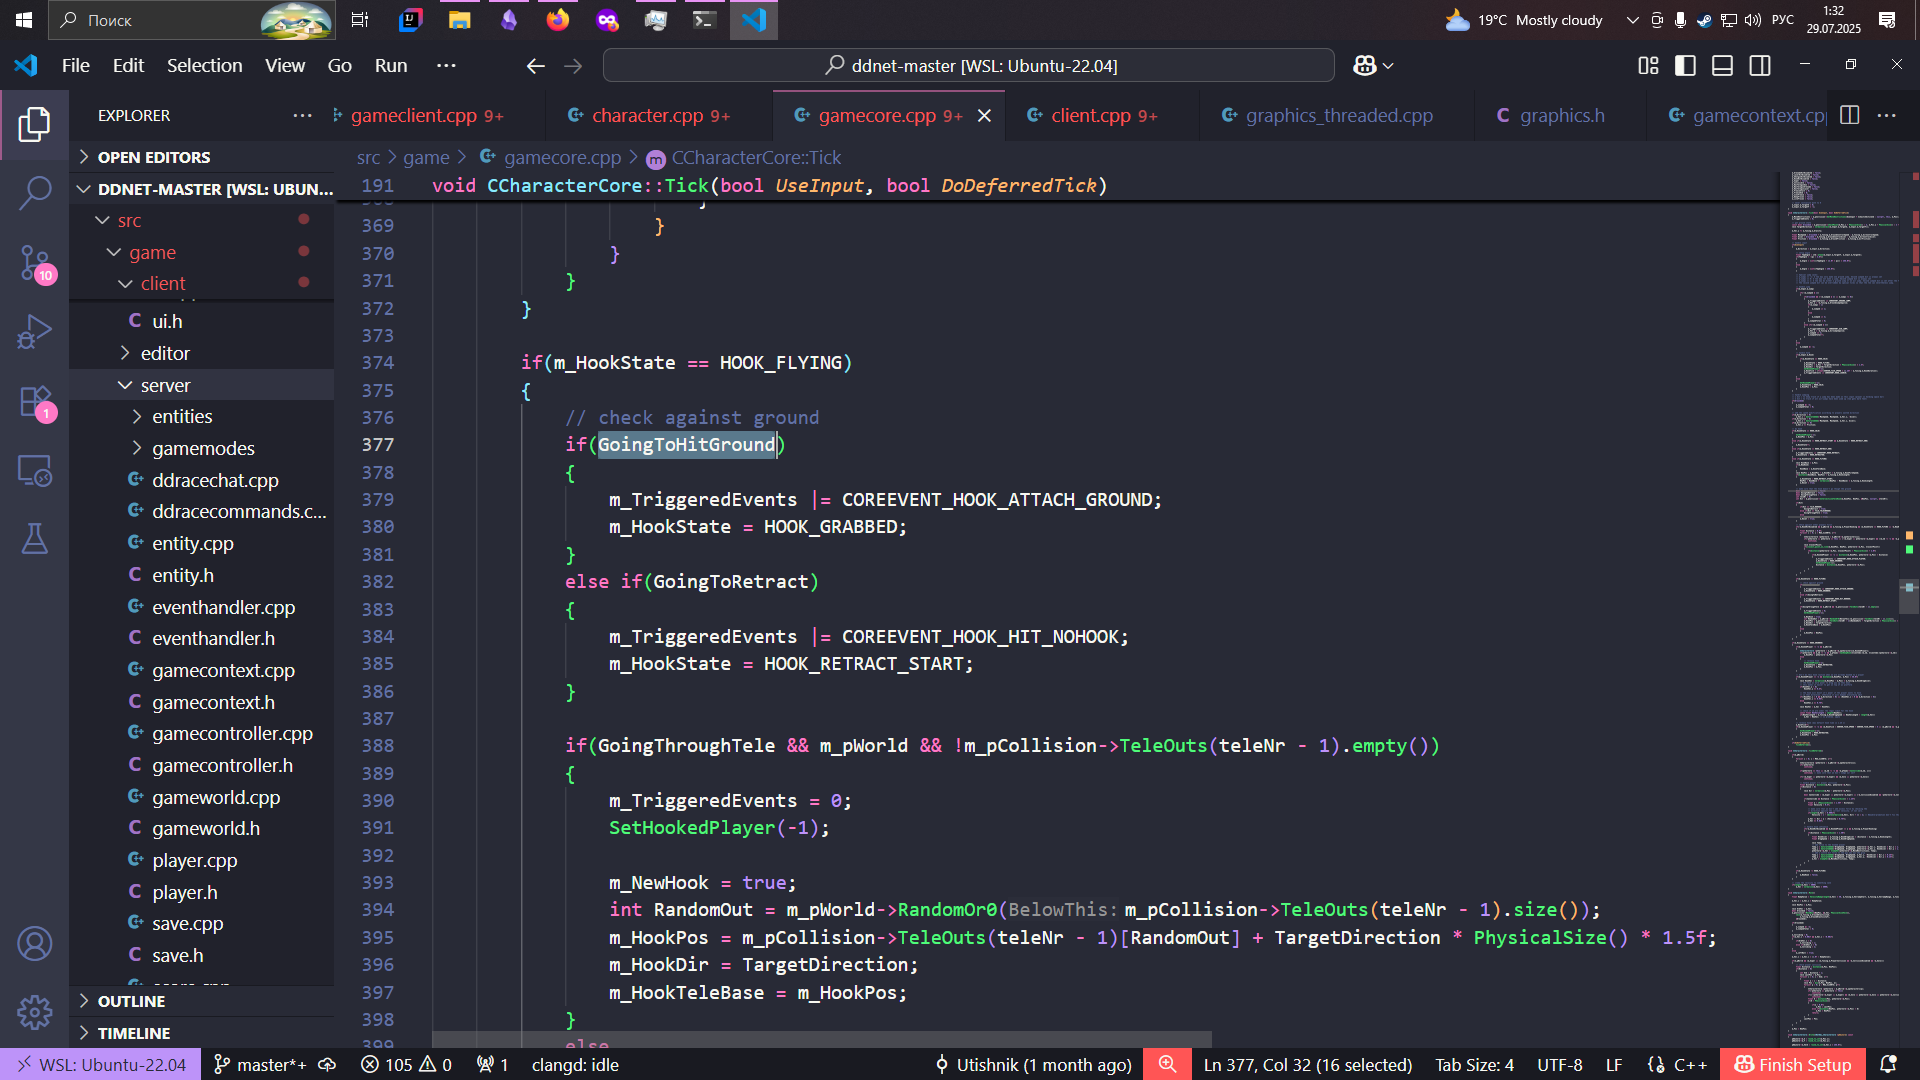 Поиск
19°C Mostly cloudy
РУС
1:32
29.07.2025
File Edit Selection View Go Run ···
ddnet-master [WSL: Ubuntu-22.04]
EXPLORER ···
gameclient.cpp 9+
character.cpp 9+
gamecore.cpp 9+
client.cpp 9+
graphics_threaded.cpp
graphics.h
gamecontext.cpp
···
OPEN EDITORS
DDNET-MASTER [WSL: UBUN...
src
game
client
C ui.h
editor
server
entities
gamemodes
ddracechat.cpp
ddracecommands.c...
entity.cpp
C entity.h
eventhandler.cpp
C eventhandler.h
gamecontext.cpp
C gamecontext.h
gamecontroller.cpp
C gamecontroller.h
gameworld.cpp
C gameworld.h
player.cpp
C player.h
save.cpp
C save.h
OUTLINE
TIMELINE
10
1
src > game > gamecore.cpp > CCharacterCore::Tick
191 void CCharacterCore::Tick(bool UseInput, bool DoDeferredTick)
369 }
370 }
371 }
372 }
373
374 if(m_HookState == HOOK_FLYING)
375 {
376 // check against ground
377 if(GoingToHitGround)
378 {
379 m_TriggeredEvents |= COREEVENT_HOOK_ATTACH_GROUND;
380 m_HookState = HOOK_GRABBED;
381 }
382 else if(GoingToRetract)
383 {
384 m_TriggeredEvents |= COREEVENT_HOOK_HIT_NOHOOK;
385 m_HookState = HOOK_RETRACT_START;
386 }
387
388 if(GoingThroughTele && m_pWorld && !m_pCollision->TeleOuts(teleNr - 1).empty())
389 {
390 m_TriggeredEvents = 0;
391 SetHookedPlayer(-1);
392
393 m_NewHook = true;
394 int RandomOut = m_pWorld->RandomOr0(BelowThis: m_pCollision->TeleOuts(teleNr - 1).size());
395 m_HookPos = m_pCollision->TeleOuts(teleNr - 1)[RandomOut] + TargetDirection * PhysicalSize() * 1.5f;
396 m_HookDir = TargetDirection;
397 m_HookTeleBase = m_HookPos;
398 }
399 else
WSL: Ubuntu-22.04
master*+
105 0
1
clangd: idle
Utishnik (1 month ago)
Ln 377, Col 32 (16 selected)
Tab Size: 4
UTF-8
LF
{} C++
Finish Setup